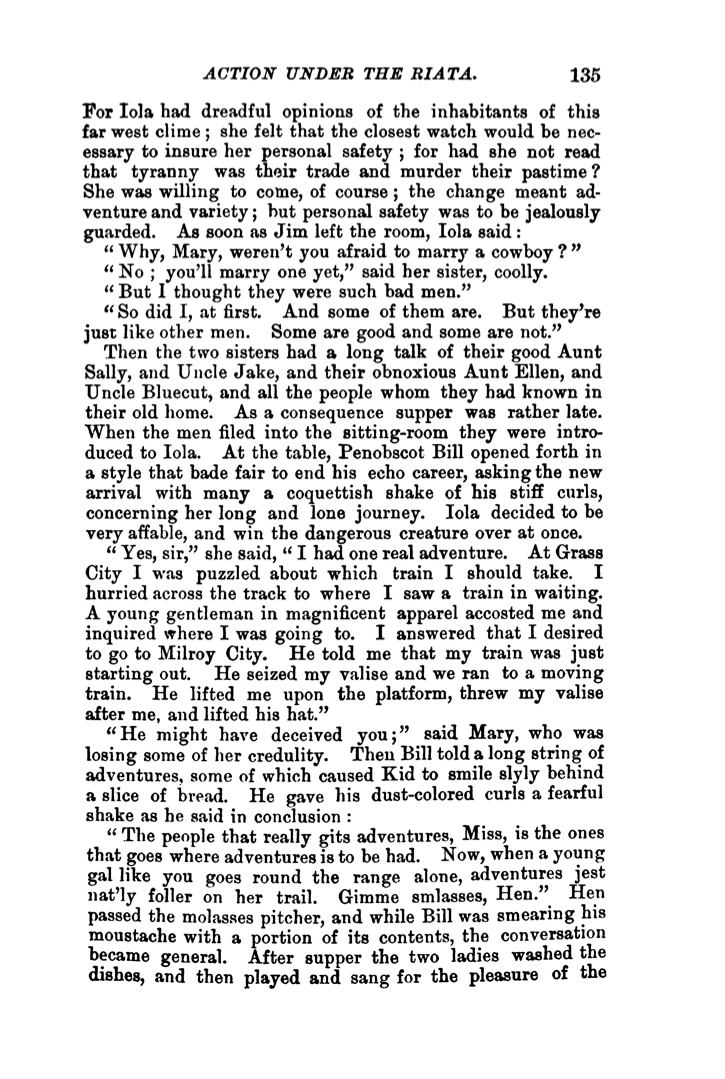 ACTION UNDER THE RIATA. 135
For Iola had dreadful opinions of the inhabitants of this
far west clime; she felt that the closest watch would be nec-
essary to insure her personal safety; for had she not read
that tyranny was their trade and murder their pastime?
She was willing to come, of course; the change meant ad-
venture and variety; but personal safety was to be jealously
guarded. As soon as Jim left the room, Iola said:
"Why, Mary, weren't you afraid to marry a cowboy?"
"No; you'll marry one yet," said her sister, coolly.
"But I thought they were such bad men."
"So did I, at first. And some of them are. But they're
just like other men. Some are good and some are not."
Then the two sisters had a long talk of their good Aunt
Sally, and Uncle Jake, and their obnoxious Aunt Ellen, and
Uncle Bluecut, and all the people whom they had known in
their old home. As a consequence supper was rather late.
When the men filed into the sitting-room they were intro-
duced to Iola. At the table, Penobscot Bill opened forth in
a style that bade fair to end his echo career, asking the new
arrival with many a coquettish shake of his stiff curls,
concerning her long and lone journey. Iola decided to be
very affable, and win the dangerous creature over at once.
"Yes, sir," she said, "I had one real adventure. At Grass
City I was puzzled about which train I should take. I
hurried across the track to where I saw a train in waiting.
A young gentleman in magnificent apparel accosted me and
inquired where I was going to. I answered that I desired
to go to Milroy City. He told me that my train was just
starting out. He seized my valise and we ran to a moving
train. He lifted me upon the platform, threw my valise
after me, and lifted his hat."
"He might have deceived you;" said Mary, who was
losing some of her credulity. Then Bill told a long string of
adventures, some of which caused Kid to smile slyly behind
a slice of bread. He gave his dust-colored curls a fearful
shake as he said in conclusion:
"The people that really gits adventures, Miss, is the ones
that goes where adventures is to be had. Now, when a young
gal like you goes round the range alone, adventures jest
nat'ly foller on her trail. Gimme smlasses, Hen." Hen
passed the molasses pitcher, and while Bill was smearing his
moustache with a portion of its contents, the conversation
became general. After supper the two ladies washed the
dishes, and then played and sang for the pleasure of the